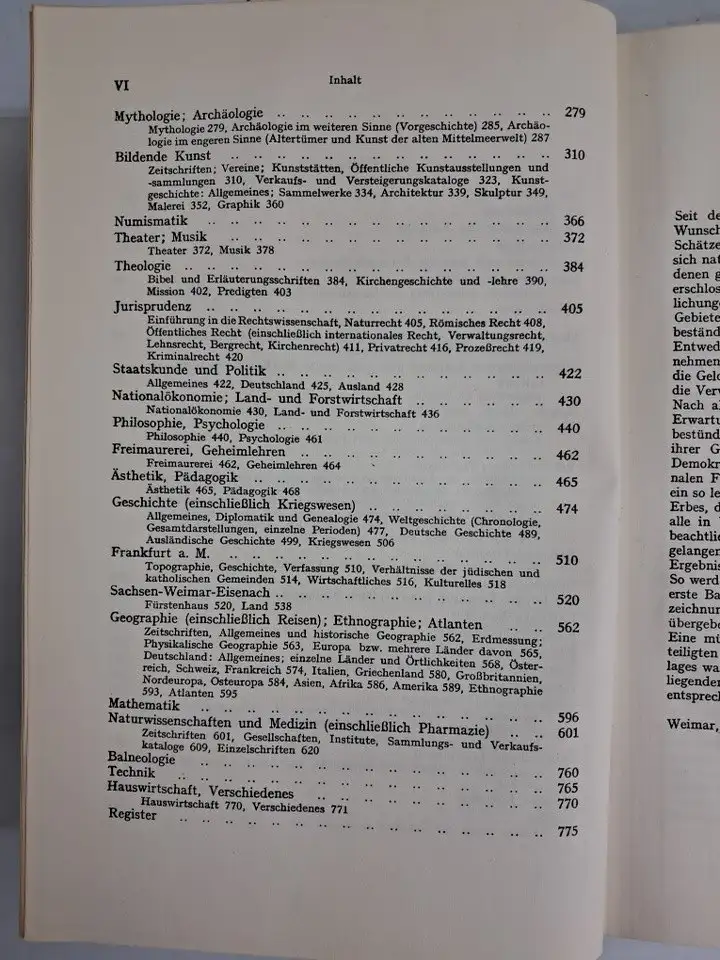 VI
Inhalt
Mythologie; Archäologie .. .. .. .. .. .. .. .. .. .. .. .. 279
Mythologie 279, Archäologie im weiteren Sinne (Vorgeschichte) 285, Archäo-
logie im engeren Sinne (Altertümer und Kunst der alten Mittelmeerwelt) 287
Bildende Kunst .. .. .. .. .. .. .. .. .. .. .. .. .. .. 310
Zeitschriften; Vereine; Kunststätten, Öffentliche Kunstausstellungen und
-sammlungen 310, Verkaufs- und Versteigerungskataloge 323, Kunst-
geschichte: Allgemeines; Sammelwerke 334, Architektur 339, Skulptur 349,
Malerei 352, Graphik 360
Numismatik .. .. .. .. .. .. .. .. .. .. .. .. .. .. .. 366
Theater; Musik .. .. .. .. .. .. .. .. .. .. .. .. .. .. 372
Theater 372, Musik 378
Theologie .. .. .. .. .. .. .. .. .. .. .. .. .. .. .. 384
Bibel und Erläuterungsschriften 384, Kirchengeschichte und -lehre 390,
Mission 402, Predigten 403
Jurisprudenz .. .. .. .. .. .. .. .. .. .. .. .. .. .. .. 405
Einführung in die Rechtswissenschaft, Naturrecht 405, Römisches Recht 408,
Öffentliches Recht (einschließlich internationales Recht, Verwaltungsrecht,
Lehnsrecht, Bergrecht, Kirchenrecht) 411, Privatrecht 416, Prozeßrecht 419,
Kriminalrecht 420
Staatskunde und Politik .. .. .. .. .. .. .. .. .. .. .. .. 422
Allgemeines 422, Deutschland 425, Ausland 428
Nationalökonomie; Land- und Forstwirtschaft .. .. .. .. .. .. 430
Nationalökonomie 430, Land- und Forstwirtschaft 436
Philosophie, Psychologie .. .. .. .. .. .. .. .. .. .. .. .. 440
Philosophie 440, Psychologie 461
Freimaurerei, Geheimlehren .. .. .. .. .. .. .. .. .. .. .. 462
Freimaurerei 462, Geheimlehren 464
Ästhetik, Pädagogik .. .. .. .. .. .. .. .. .. .. .. .. .. 465
Ästhetik 465, Pädagogik 468
Geschichte (einschließlich Kriegswesen) .. .. .. .. .. .. .. .. 474
Allgemeines, Diplomatik und Genealogie 474, Weltgeschichte (Chronologie,
Gesamtdarstellungen, einzelne Perioden) 477, Deutsche Geschichte 489,
Ausländische Geschichte 499, Kriegswesen 506
Frankfurt a. M. .. .. .. .. .. .. .. .. .. .. .. .. .. .. 510
Topographie, Geschichte, Verfassung 510, Verhältnisse der jüdischen und
katholischen Gemeinden 514, Wirtschaftliches 516, Kulturelles 518
Sachsen-Weimar-Eisenach .. .. .. .. .. .. .. .. .. .. .. .. 520
Fürstenhaus 520, Land 538
Geographie (einschließlich Reisen); Ethnographie; Atlanten .. .. 562
Zeitschriften, Allgemeines und historische Geographie 562, Erdmessung;
Physikalische Geographie 563, Europa bzw. mehrere Länder davon 565,
Deutschland: Allgemeines; einzelne Länder und Örtlichkeiten 568, Öster-
reich, Schweiz, Frankreich 574, Italien, Griechenland 580, Großbritannien,
Nordeuropa, Osteuropa 584, Asien, Afrika 586, Amerika 589, Ethnographie
593, Atlanten 595
Mathematik .. .. .. .. .. .. .. .. .. .. .. .. .. .. .. 596
Naturwissenschaften und Medizin (einschließlich Pharmazie) .. .. 601
Zeitschriften 601, Gesellschaften, Institute, Sammlungs- und Verkaufs-
kataloge 609, Einzelschriften 620
Balneologie .. .. .. .. .. .. .. .. .. .. .. .. .. .. .. 760
Technik .. .. .. .. .. .. .. .. .. .. .. .. .. .. .. .. 765
Hauswirtschaft, Verschiedenes .. .. .. .. .. .. .. .. .. .. 770
Hauswirtschaft 770, Verschiedenes 771
Register .. .. .. .. .. .. .. .. .. .. .. .. .. .. .. .. 775
Seit de
Wunsch
Schätze
sich nat
denen g
erschlos
lichung
Gebiete
beständ
Entwed
nehmen
die Geld
die Verv
Nach al
Erwartu
bestünd
ihrer G
Demokr
nalen F
ein so le
Erbes, d
alle in
beachtli
gelangen
Ergebnis
So werd
erste Ba
zeichnur
übergebe
Eine mü
teiligten
lages wa
liegender
entsprec
Weimar,